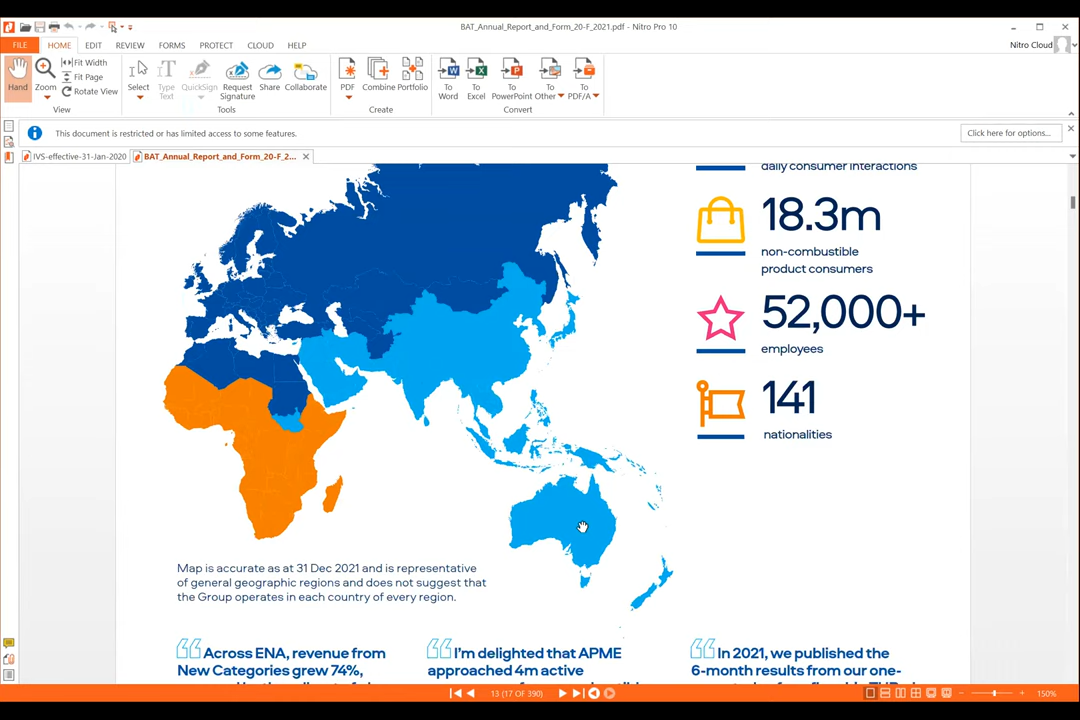 BAT_Annual_Report_and_Form_20-F_2021.pdf - Nitro Pro 10
FILE HOME EDIT REVIEW FORMS PROTECT CLOUD HELP
Nitro Cloud
Hand
Zoom
Fit Width
Fit Page
Rotate View
View
Select
Type Text
QuickSign
Request Signature
Share
Collaborate
Tools
PDF
Combine
Portfolio
Create
To Word
To Excel
To PowerPoint
To Other
To PDF/A
Convert
This document is restricted or has limited access to some features.
Click here for options...
IVS-effective-31-Jan-2020
BAT_Annual_Report_and_Form_20-F_2...
daily consumer interactions
18.3m
non-combustible
product consumers
52,000+
employees
141
nationalities
Map is accurate as at 31 Dec 2021 and is representative
of general geographic regions and does not suggest that
the Group operates in each country of every region.
Across ENA, revenue from
New Categories grew 74%,
I'm delighted that APME
approached 4m active
In 2021, we published the
6-month results from our one-
13 (17 OF 390)
150%